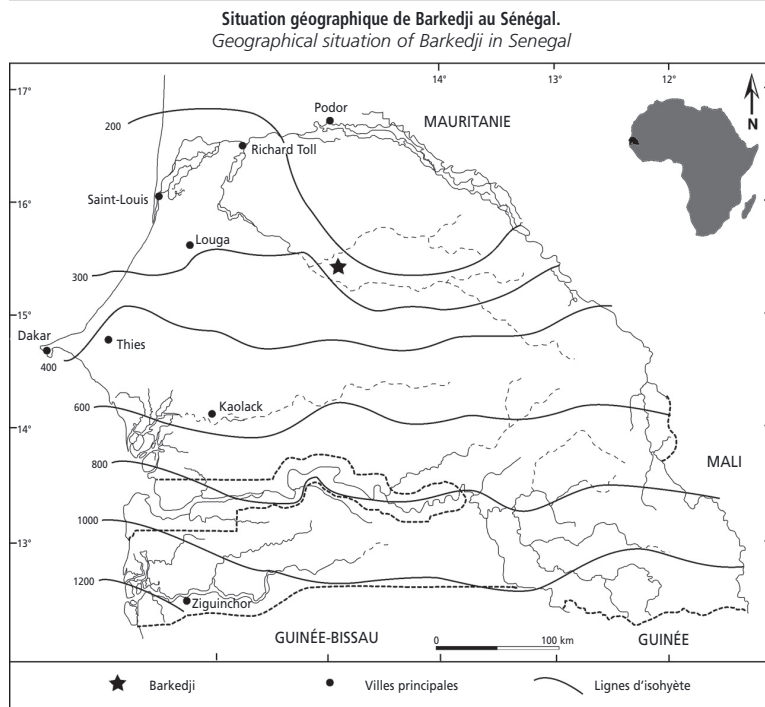 Situation géographique de Barkedji au Sénégal.
Geographical situation of Barkedji in Senegal
14° 13° 12°
17°
Podor
MAURITANIE
N
200
Richard Toll
Saint-Louis
16°
Louga
300
15°
Dakar
Thies
400
600
Kaolack
14°
MALI
800
1000
13°
1200
Ziguinchor
GUINÉE-BISSAU
0 100 km
GUINÉE
Barkedji
Villes principales
Lignes d'isohyète